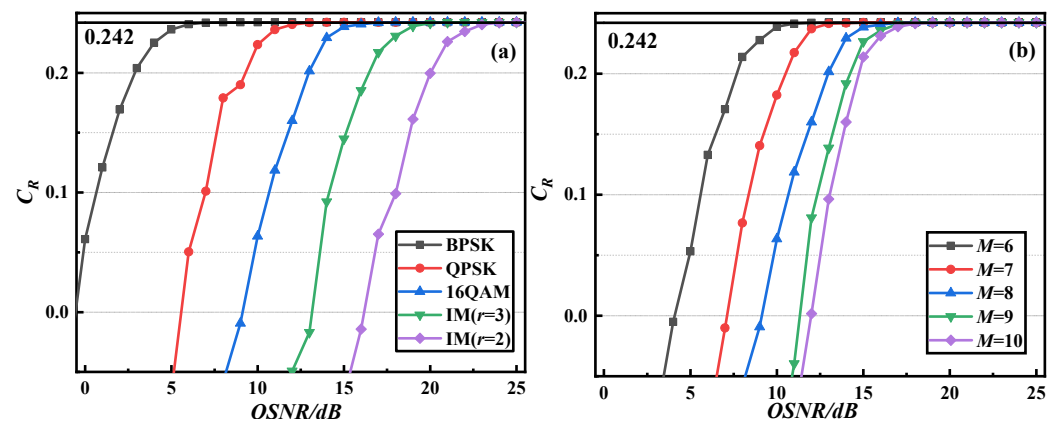 0.242
(a)
0.2
0.1
0.0
C_R
BPSK
QPSK
16QAM
IM(r=3)
IM(r=2)
0 5 10 15 20 25
OSNR/dB
0.242
(b)
0.2
0.1
0.0
C_R
M=6
M=7
M=8
M=9
M=10
0 5 10 15 20 25
OSNR/dB